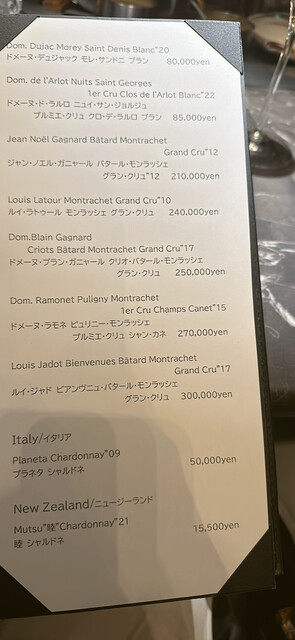 Dom. Dujac Morey Saint Denis Blanc"20
ドメーヌ・デュジャック モレ・サンドニ ブラン 80,000yen
Dom. de l'Arlot Nuits Saint Georges
1er Cru Clos de l'Arlot Blanc"22
ドメーヌ・ド・ラルロ ニュイ・サン・ジョルジュ
プルミエ・クリュ クロ・デ・ラルロ ブラン 85,000yen
Jean Noël Gagnard Bâtard Montrachet
Grand Cru"12
ジャン・ノエル・ガニャール バタール・モンラッシェ
グラン・クリュ"12 210,000yen
Louis Latour Montrachet Grand Cru"10
ルイ・ラトゥール モンラッシェ グラン・クリュ 240,000yen
Dom.Blain Gagnard
Criots Bâtard Montrachet Grand Cru"17
ドメーヌ・ブラン・ガニャール クリオ・バタール・モンラッシェ
グラン・クリュ 250,000yen
Dom. Ramonet Puligny Montrachet
1er Cru Champs Canet"15
ドメーヌ・ラモネ ピュリニー・モンラッシェ
プルミエ・クリュ シャン・カネ 270,000yen
Louis Jadot Bienvenues Bâtard Montrachet
Grand Cru"17
ルイ・ジャド ビアンヴニュ・バタール・モンラッシェ
グラン・クリュ 300,000yen
Italy/イタリア
Planeta Chardonnay"09
プラネタ シャルドネ 50,000yen
New Zealand/ニュージーランド
Mutsu"睦"Chardonnay"21
睦 シャルドネ 15,500yen